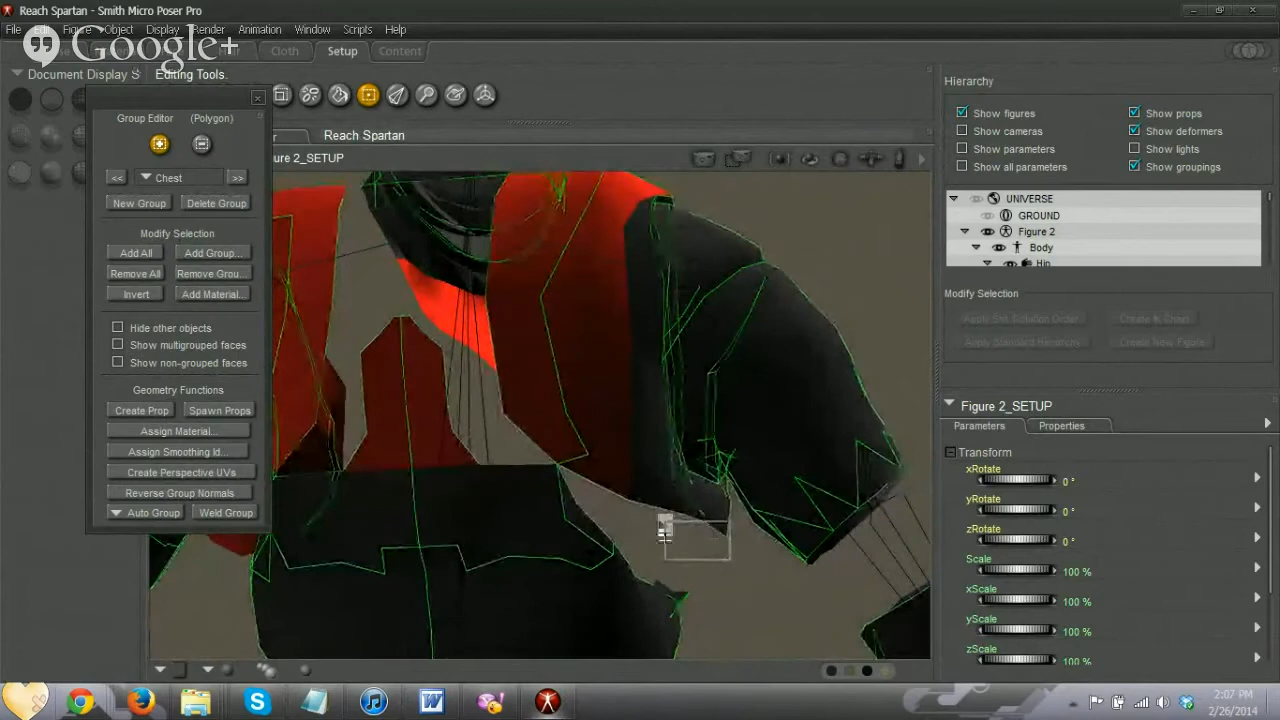 Reach Spartan - Smith Micro Poser Pro
File Edit Figure Object Display Render Animation Window Scripts Help
Google+
Cloth Setup Content
Document Display S Editing Tools.
Group Editor (Polygon)
<< Chest >>
New Group Delete Group
Modify Selection
Add All Add Group...
Remove All Remove Grou...
Invert Add Material...
Hide other objects
Show multigrouped faces
Show non-grouped faces
Geometry Functions
Create Prop Spawn Props
Assign Material...
Assign Smoothing Id...
Create Perspective UVs
Reverse Group Normals
Auto Group Weld Group
Reach Spartan
ure 2_SETUP
Hierarchy
Show figures Show props
Show cameras Show deformers
Show parameters Show lights
Show all parameters Show groupings
UNIVERSE
GROUND
Figure 2
Body
Hip
Modify Selection
Apply Std. Rotation Order Create IK Chain
Apply Standard Hierarchy Create New Figure
Figure 2_SETUP
Parameters Properties
Transform
xRotate
0 °
yRotate
0 °
zRotate
0 °
Scale
100 %
xScale
100 %
yScale
100 %
zScale
100 %
2:07 PM
2/26/2014